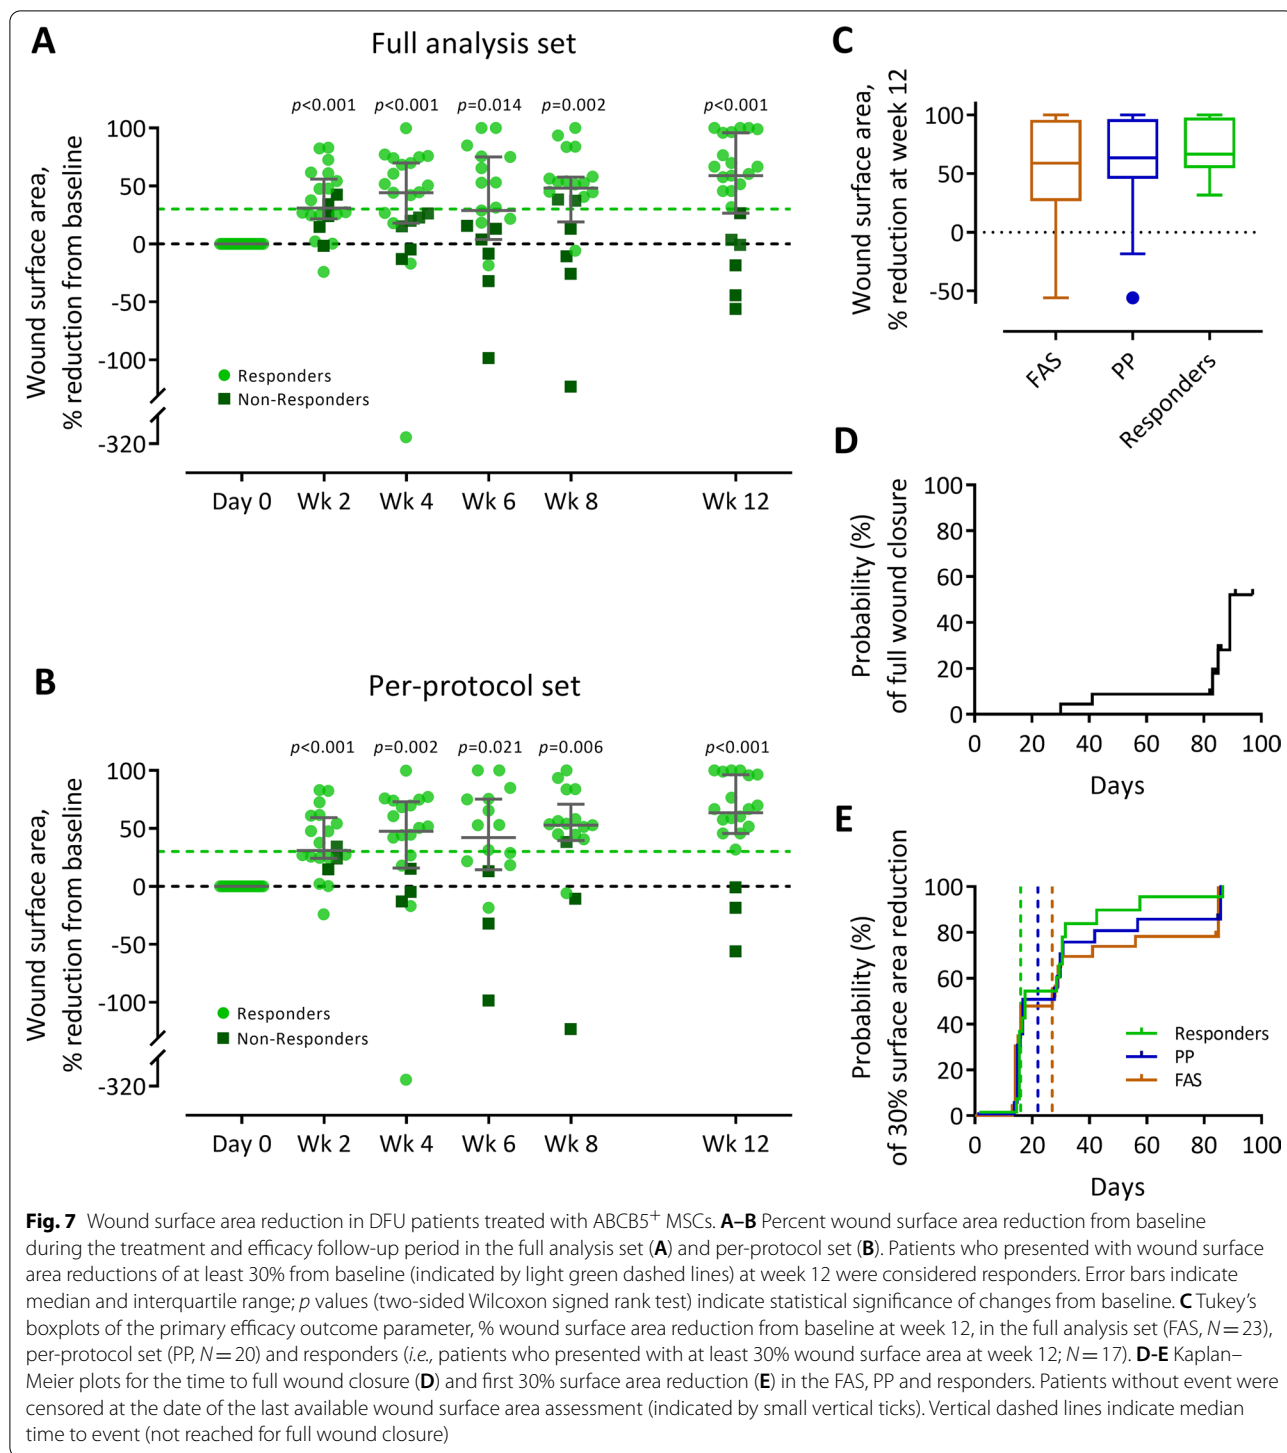 A
Full analysis set
p<0.001 p<0.001 p=0.014 p=0.002 p<0.001
Wound surface area,
% reduction from baseline
100
50
0
-50
-100
-320
Responders
Non-Responders
Day 0 Wk 2 Wk 4 Wk 6 Wk 8 Wk 12
B
Per-protocol set
p<0.001 p=0.002 p=0.021 p=0.006 p<0.001
Wound surface area,
% reduction from baseline
100
50
0
-50
-100
-320
Responders
Non-Responders
Day 0 Wk 2 Wk 4 Wk 6 Wk 8 Wk 12
C
Wound surface area,
% reduction at week 12
100
50
0
-50
FAS PP Responders
D
Probability (%)
of full wound closure
100
80
60
40
20
0
0 20 40 60 80 100
Days
E
Probability (%)
of 30% surface area reduction
100
80
60
40
20
0
Responders
PP
FAS
0 20 40 60 80 100
Days
Fig. 7 Wound surface area reduction in DFU patients treated with ABCB5⁺ MSCs. A–B Percent wound surface area reduction from baseline
during the treatment and efficacy follow-up period in the full analysis set (A) and per-protocol set (B). Patients who presented with wound surface
area reductions of at least 30% from baseline (indicated by light green dashed lines) at week 12 were considered responders. Error bars indicate
median and interquartile range; p values (two-sided Wilcoxon signed rank test) indicate statistical significance of changes from baseline. C Tukey's
boxplots of the primary efficacy outcome parameter, % wound surface area reduction from baseline at week 12, in the full analysis set (FAS, N = 23),
per-protocol set (PP, N = 20) and responders (i.e., patients who presented with at least 30% wound surface area at week 12; N = 17). D-E Kaplan–
Meier plots for the time to full wound closure (D) and first 30% surface area reduction (E) in the FAS, PP and responders. Patients without event were
censored at the date of the last available wound surface area assessment (indicated by small vertical ticks). Vertical dashed lines indicate median
time to event (not reached for full wound closure)